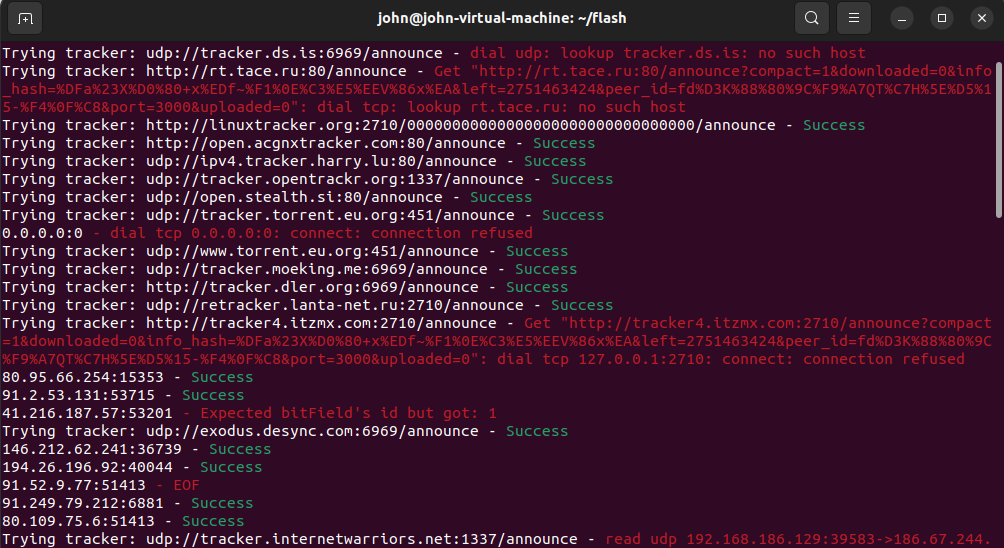 john@john-virtual-machine: ~/flash
Trying tracker: udp://tracker.ds.is:6969/announce - dial udp: lookup tracker.ds.is: no such host
Trying tracker: http://rt.tace.ru:80/announce - Get "http://rt.tace.ru:80/announce?compact=1&downloaded=0&info
_hash=%DFa%23X%D0%80+x%EDf~%F1%0E%C3%E5%EEV%86x%EA&left=2751463424&peer_id=fd%D3K%88%80%9C%F9%A7QT%C7H%5E%D5%1
5-%F4%0F%C8&port=3000&uploaded=0": dial tcp: lookup rt.tace.ru: no such host
Trying tracker: http://linuxtracker.org:2710/00000000000000000000000000000000/announce - Success
Trying tracker: http://open.acgnxtracker.com:80/announce - Success
Trying tracker: udp://ipv4.tracker.harry.lu:80/announce - Success
Trying tracker: udp://tracker.opentrackr.org:1337/announce - Success
Trying tracker: udp://open.stealth.si:80/announce - Success
Trying tracker: udp://tracker.torrent.eu.org:451/announce - Success
0.0.0.0:0 - dial tcp 0.0.0.0:0: connect: connection refused
Trying tracker: udp://www.torrent.eu.org:451/announce - Success
Trying tracker: udp://tracker.moeking.me:6969/announce - Success
Trying tracker: http://tracker.dler.org:6969/announce - Success
Trying tracker: udp://retracker.lanta-net.ru:2710/announce - Success
Trying tracker: http://tracker4.itzmx.com:2710/announce - Get "http://tracker4.itzmx.com:2710/announce?compact
=1&downloaded=0&info_hash=%DFa%23X%D0%80+x%EDf~%F1%0E%C3%E5%EEV%86x%EA&left=2751463424&peer_id=fd%D3K%88%80%9C
%F9%A7QT%C7H%5E%D5%15-%F4%0F%C8&port=3000&uploaded=0": dial tcp 127.0.0.1:2710: connect: connection refused
80.95.66.254:15353 - Success
91.2.53.131:53715 - Success
41.216.187.57:53201 - Expected bitField's id but got: 1
Trying tracker: udp://exodus.desync.com:6969/announce - Success
146.212.62.241:36739 - Success
194.26.196.92:40044 - Success
91.52.9.77:51413 - EOF
91.249.79.212:6881 - Success
80.109.75.6:51413 - Success
Trying tracker: udp://tracker.internetwarriors.net:1337/announce - read udp 192.168.186.129:39583->186.67.244.